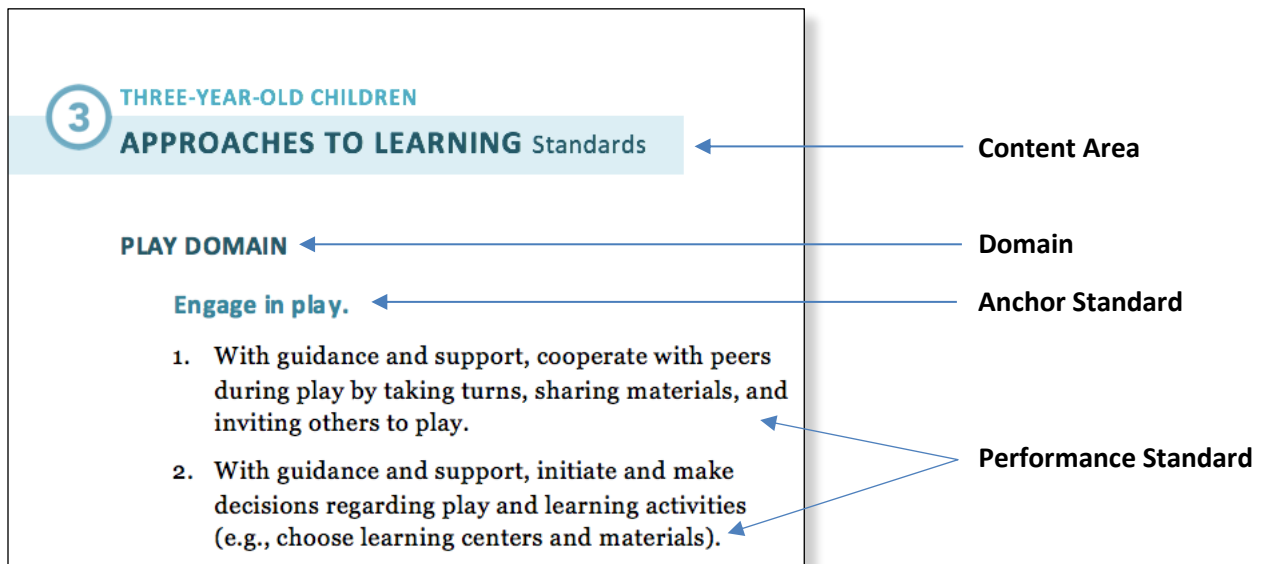 3
THREE-YEAR-OLD CHILDREN
APPROACHES TO LEARNING Standards
Content Area
PLAY DOMAIN
Domain
Engage in play.
Anchor Standard
1. With guidance and support, cooperate with peers
during play by taking turns, sharing materials, and
inviting others to play.
Performance Standard
2. With guidance and support, initiate and make
decisions regarding play and learning activities
(e.g., choose learning centers and materials).